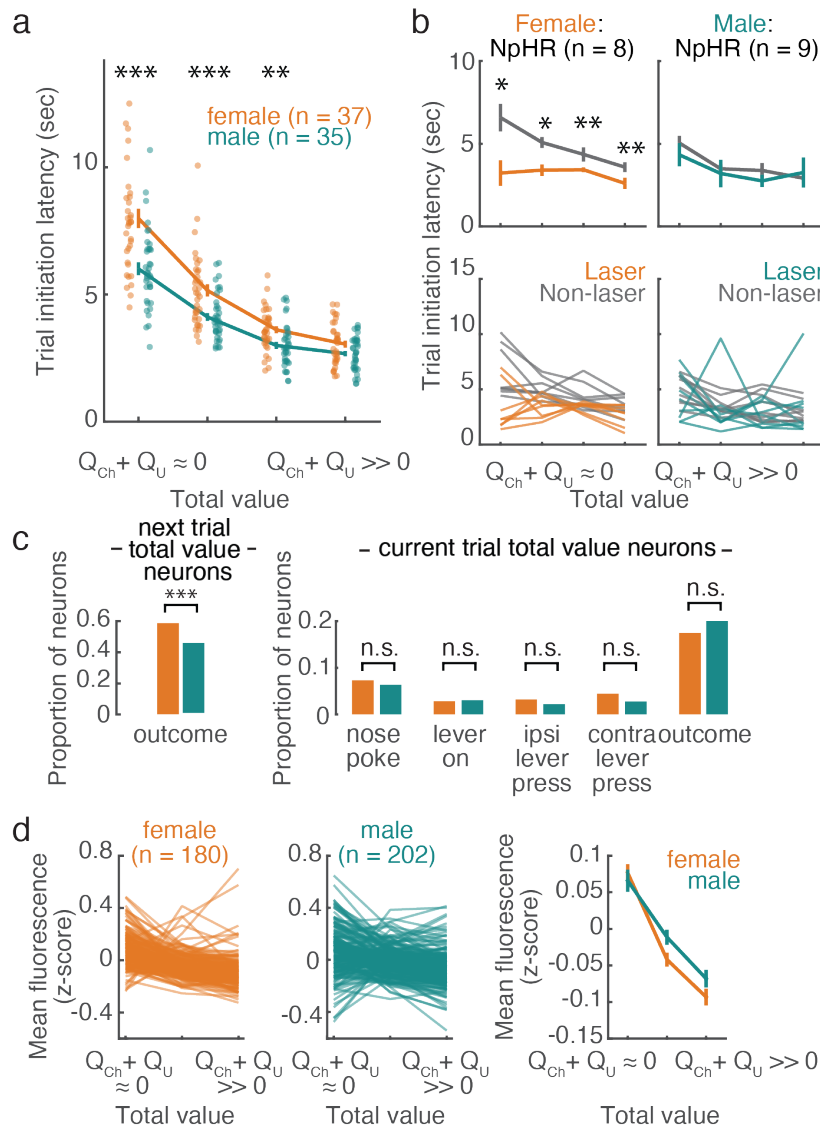 a
***
***
**
female (n = 37)
male (n = 35)
Trial initiation latency (sec)
10
5
0
Q_Ch + Q_U ≈ 0
Q_Ch + Q_U >> 0
Total value
b
Female:
NpHR (n = 8)
Male:
NpHR (n = 9)
Trial initiation latency (sec)
10
5
0
*
*
**
**
15
10
5
0
Laser
Non-laser
Laser
Non-laser
Q_Ch + Q_U ≈ 0
Q_Ch + Q_U >> 0
Total value
c
next trial
– total value –
neurons
Proportion of neurons
0.6
0.4
0.2
0
***
outcome
– current trial total value neurons –
Proportion of neurons
0.2
0.1
0
n.s.
n.s.
n.s.
n.s.
n.s.
nose
poke
lever
on
ipsi
lever
press
contra
lever
press
outcome
d
female
(n = 180)
Mean fluorescence
(z-score)
0.8
0.4
0
-0.4
Q_Ch + Q_U
≈ 0
Q_Ch + Q_U
>> 0
Total value
male
(n = 202)
0.8
0.4
0
-0.4
Q_Ch + Q_U
≈ 0
Q_Ch + Q_U
>> 0
Total value
female
male
Mean fluorescence
(z-score)
0.1
0.05
0
-0.05
-0.1
-0.15
Q_Ch + Q_U ≈ 0
Q_Ch + Q_U >> 0
Total value